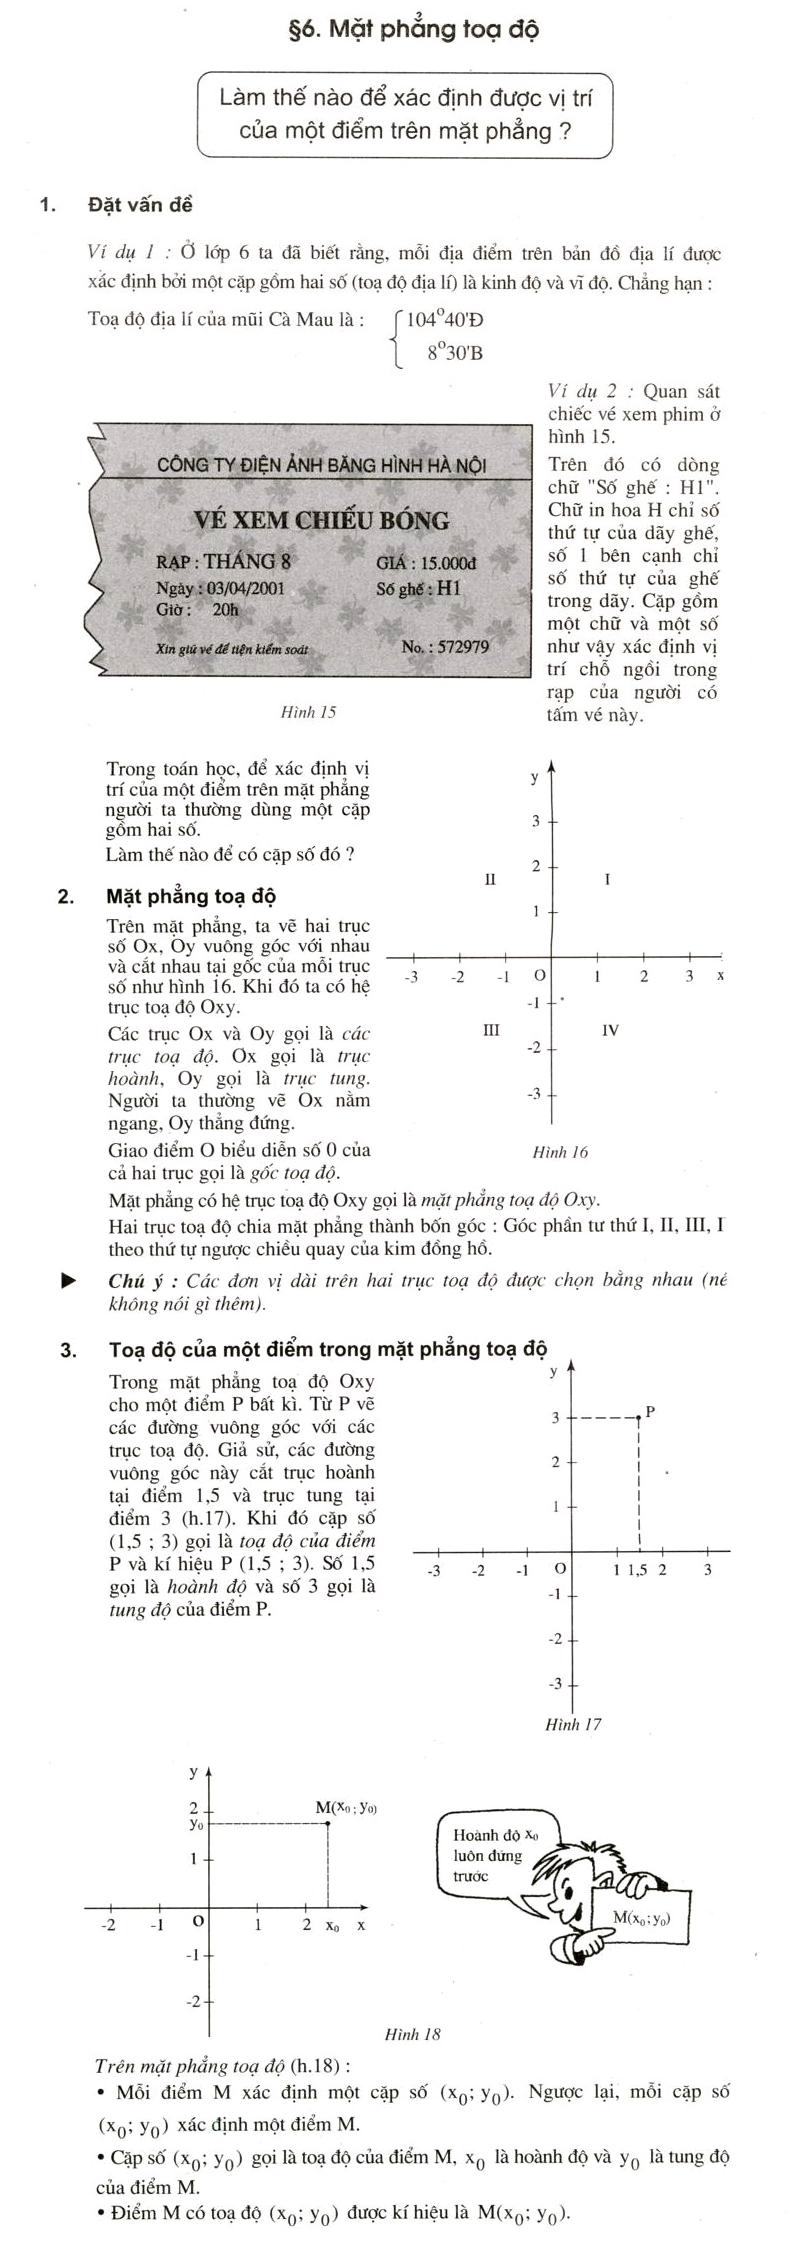 §6. Mặt phẳng toạ độ
Làm thế nào để xác định được vị trí
của một điểm trên mặt phẳng ?
1. Đặt vấn đề
Ví dụ 1 : Ở lớp 6 ta đã biết rằng, mỗi địa điểm trên bản đồ địa lí được
xác định bởi một cặp gồm hai số (toạ độ địa lí) là kinh độ và vĩ độ. Chẳng hạn :
Toạ độ địa lí của mũi Cà Mau là :
104°40'Đ
8°30'B
Ví dụ 2 : Quan sát
chiếc vé xem phim ở
hình 15.
Trên đó có dòng
chữ "Số ghế : H1".
Chữ in hoa H chỉ số
thứ tự của dãy ghế,
số 1 bên cạnh chỉ
số thứ tự của ghế
trong dãy. Cặp gồm
một chữ và một số
như vậy xác định vị
trí chỗ ngồi trong
rạp của người có
tấm vé này.
CÔNG TY ĐIỆN ẢNH BĂNG HÌNH HÀ NỘI
VÉ XEM CHIẾU BÓNG
RẠP : THÁNG 8 GIÁ : 15.000đ
Ngày : 03/04/2001 Số ghế : H1
Giờ : 20h
Xin giữ vé để tiện kiểm soát No. : 572979
Hình 15
Trong toán học, để xác định vị
trí của một điểm trên mặt phẳng
người ta thường dùng một cặp
gồm hai số.
Làm thế nào để có cặp số đó ?
2. Mặt phẳng toạ độ
Trên mặt phẳng, ta vẽ hai trục
số Ox, Oy vuông góc với nhau
và cắt nhau tại gốc của mỗi trục
số như hình 16. Khi đó ta có hệ
trục toạ độ Oxy.
Các trục Ox và Oy gọi là các
trục toạ độ. Ox gọi là trục
hoành, Oy gọi là trục tung.
Người ta thường vẽ Ox nằm
ngang, Oy thẳng đứng.
Giao điểm O biểu diễn số 0 của
cả hai trục gọi là gốc toạ độ.
y
3
2
II I
1
-3 -2 -1 O 1 2 3 x
-1
III IV
-2
-3
Hình 16
Mặt phẳng có hệ trục toạ độ Oxy gọi là mặt phẳng toạ độ Oxy.
Hai trục toạ độ chia mặt phẳng thành bốn góc : Góc phần tư thứ I, II, III, I
theo thứ tự ngược chiều quay của kim đồng hồ.
Chú ý : Các đơn vị dài trên hai trục toạ độ được chọn bằng nhau (né
không nói gì thêm).
3. Toạ độ của một điểm trong mặt phẳng toạ độ
Trong mặt phẳng toạ độ Oxy
cho một điểm P bất kì. Từ P vẽ
các đường vuông góc với các
trục toạ độ. Giả sử, các đường
vuông góc này cắt trục hoành
tại điểm 1,5 và trục tung tại
điểm 3 (h.17). Khi đó cặp số
(1,5 ; 3) gọi là toạ độ của điểm
P và kí hiệu P (1,5 ; 3). Số 1,5
gọi là hoành độ và số 3 gọi là
tung độ của điểm P.
y
3 P
2
1
-3 -2 -1 O 1 1,5 2 3
-1
-2
-3
Hình 17
y
2 M(x₀ ; y₀)
y₀
1
-2 -1 O 1 2 x₀ x
-1
-2
Hoành độ x₀
luôn đứng
trước
M(x₀; y₀)
Hình 18
Trên mặt phẳng toạ độ (h.18) :
• Mỗi điểm M xác định một cặp số (x₀; y₀). Ngược lại, mỗi cặp số
(x₀; y₀) xác định một điểm M.
• Cặp số (x₀; y₀) gọi là toạ độ của điểm M, x₀ là hoành độ và y₀ là tung độ
của điểm M.
• Điểm M có toạ độ (x₀; y₀) được kí hiệu là M(x₀; y₀).